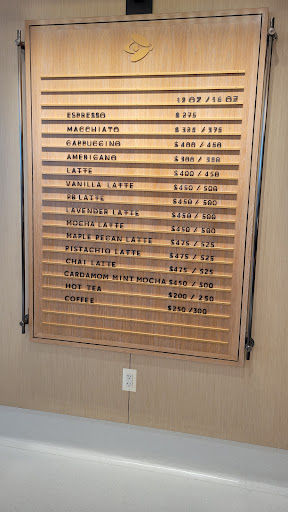 12 OZ / 16 OZ
ESPRESSO $ 275
MACCHIATO $ 325 / 375
CAPPUCCINO $400 / 450
AMERICANO $ 300 / 350
LATTE $400 / 450
VANILLA LATTE $450 / 500
PB LATTE $450 / 500
LAVENDER LATTE $450 / 500
MOCHA LATTE $450 / 500
MAPLE PECAN LATTE $475 / 525
PISTACHIO LATTE $475 / 525
CHAI LATTE $475 / 525
CARDAMOM MINT MOCHA $450 / 500
HOT TEA $200 / 250
COFFEE $250 /300